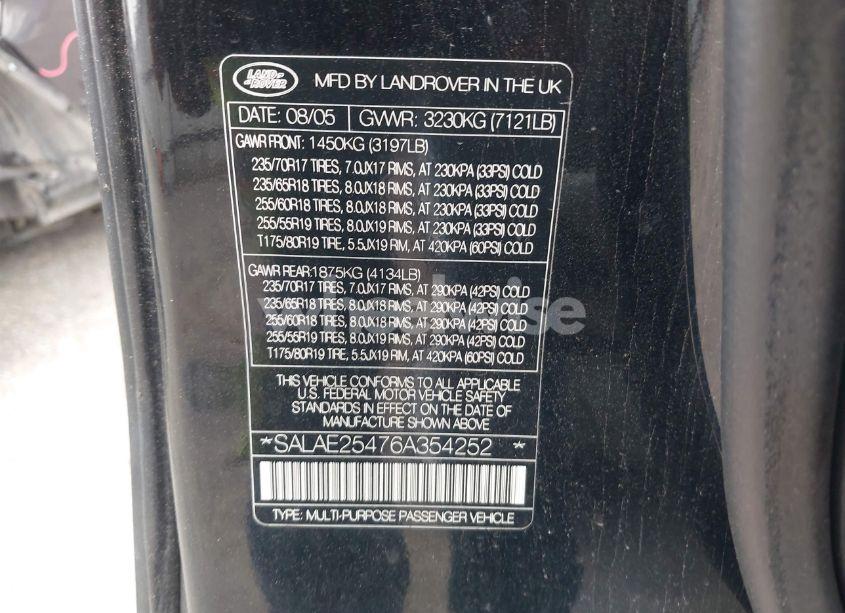 LAND-
-ROVER
MFD BY LANDROVER IN THE UK
DATE: 08/05 GVWR: 3230KG (7121LB)
GAWR FRONT: 1450KG (3197LB)
235/70R17 TIRES, 7.0JX17 RIMS, AT 230KPA (33PSI) COLD
235/65R18 TIRES, 8.0JX18 RIMS, AT 230KPA (33PSI) COLD
255/60R18 TIRES, 8.0JX18 RIMS, AT 230KPA (33PSI) COLD
255/55R19 TIRES, 8.0JX19 RIMS, AT 230KPA (33PSI) COLD
T175/80R19 TIRE, 5.5JX19 RIM, AT 420KPA (60PSI) COLD
GAWR REAR:1875KG (4134LB)
235/70R17 TIRES, 7.0JX17 RIMS, AT 290KPA (42PSI) COLD
235/65R18 TIRES, 8.0JX18 RIMS, AT 290KPA (42PSI) COLD
255/60R18 TIRES, 8.0JX18 RIMS, AT 290KPA (42PSI) COLD
255/55R19 TIRES, 8.0JX19 RIMS, AT 290KPA (42PSI) COLD
T175/80R19 TIRE, 5.5JX19 RIM, AT 420KPA (60PSI) COLD
THIS VEHICLE CONFORMS TO ALL APPLICABLE
U.S. FEDERAL MOTOR VEHICLE SAFETY
STANDARDS IN EFFECT ON THE DATE OF
MANUFACTURE SHOWN ABOVE
*SALAE25476A354252 *
TYPE: MULTI-PURPOSE PASSENGER VEHICLE